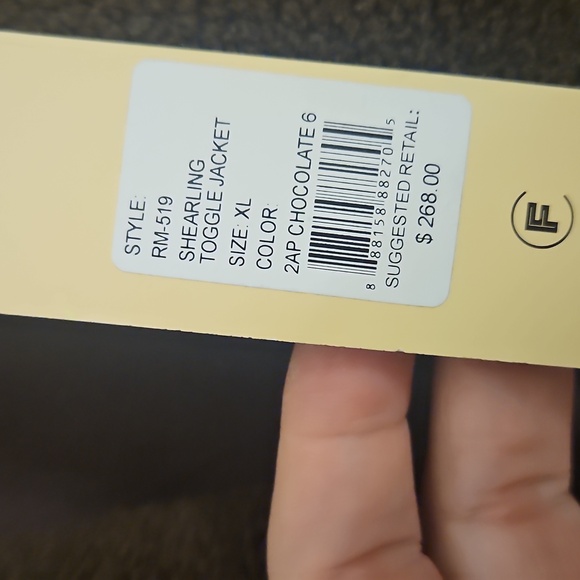 STYLE:
RM-519
SHEARLING
TOGGLE JACKET
SIZE: XL
COLOR:
2AP CHOCOLATE 6
8 88158 88270 5
SUGGESTED RETAIL:
$ 268.00
F